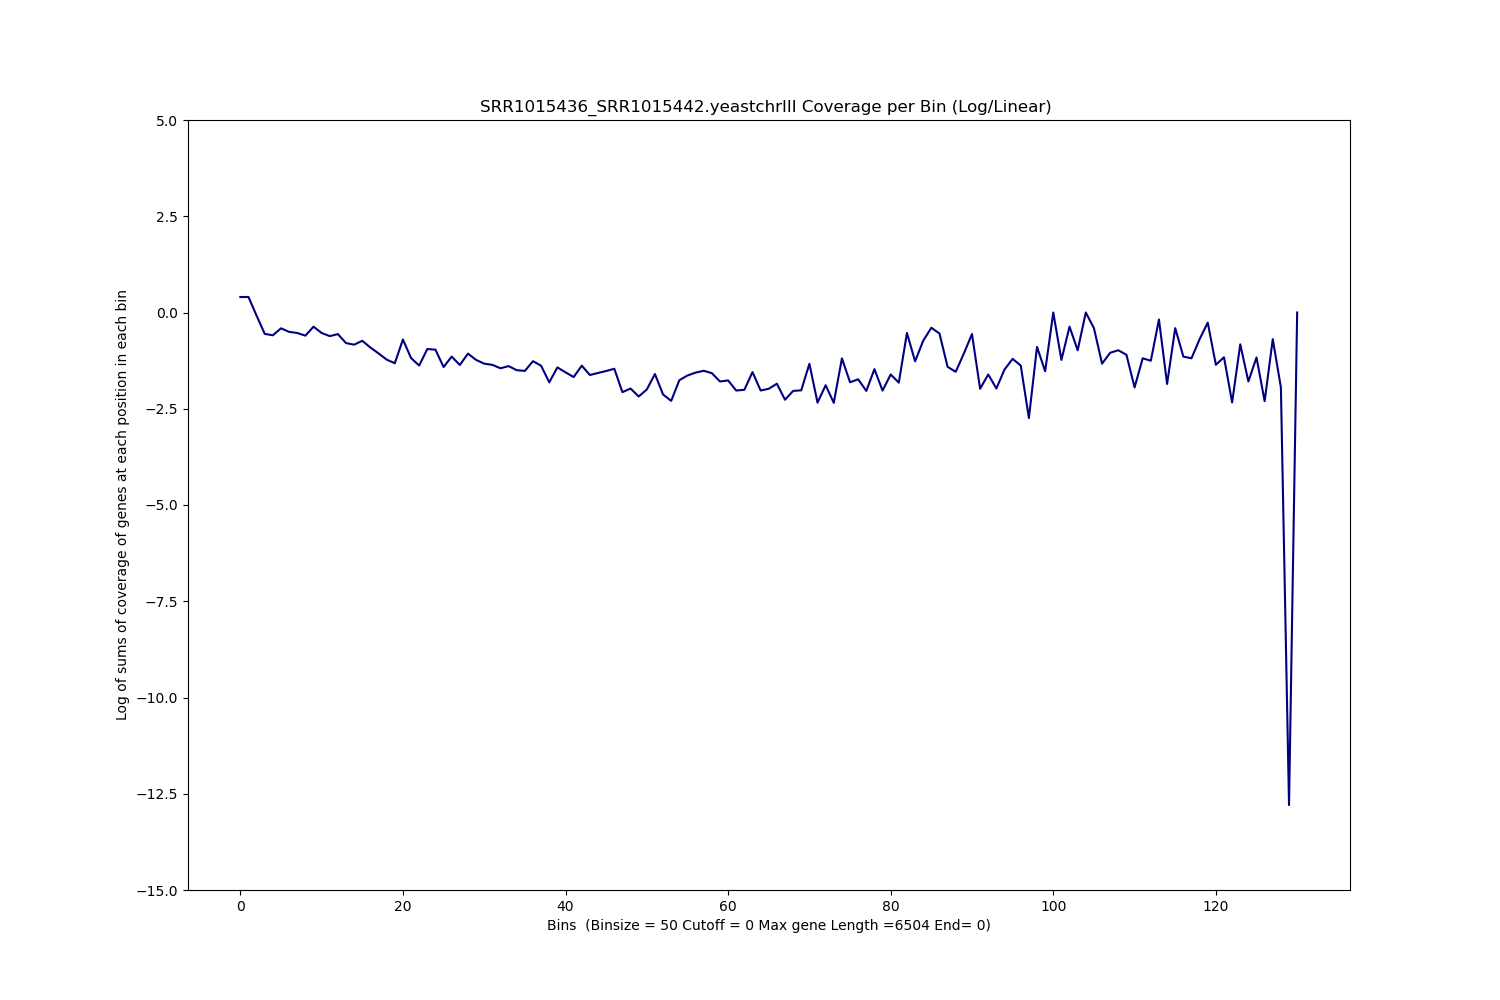 SRR1015436_SRR1015442.yeastchrIII Coverage per Bin (Log/Linear)
Log of sums of coverage of genes at each position in each bin
5.0
2.5
0.0
−2.5
−5.0
−7.5
−10.0
−12.5
−15.0
0 20 40 60 80 100 120
Bins  (Binsize = 50 Cutoff = 0 Max gene Length =6504 End= 0)